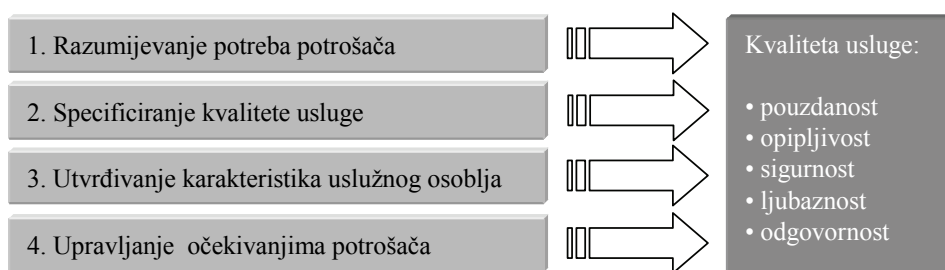 1. Razumijevanje potreba potrošača
2. Specificiranje kvalitete usluge
3. Utvrđivanje karakteristika uslužnog osoblja
4. Upravljanje očekivanjima potrošača
Kvaliteta usluge:
• pouzdanost
• opipljivost
• sigurnost
• ljubaznost
• odgovornost